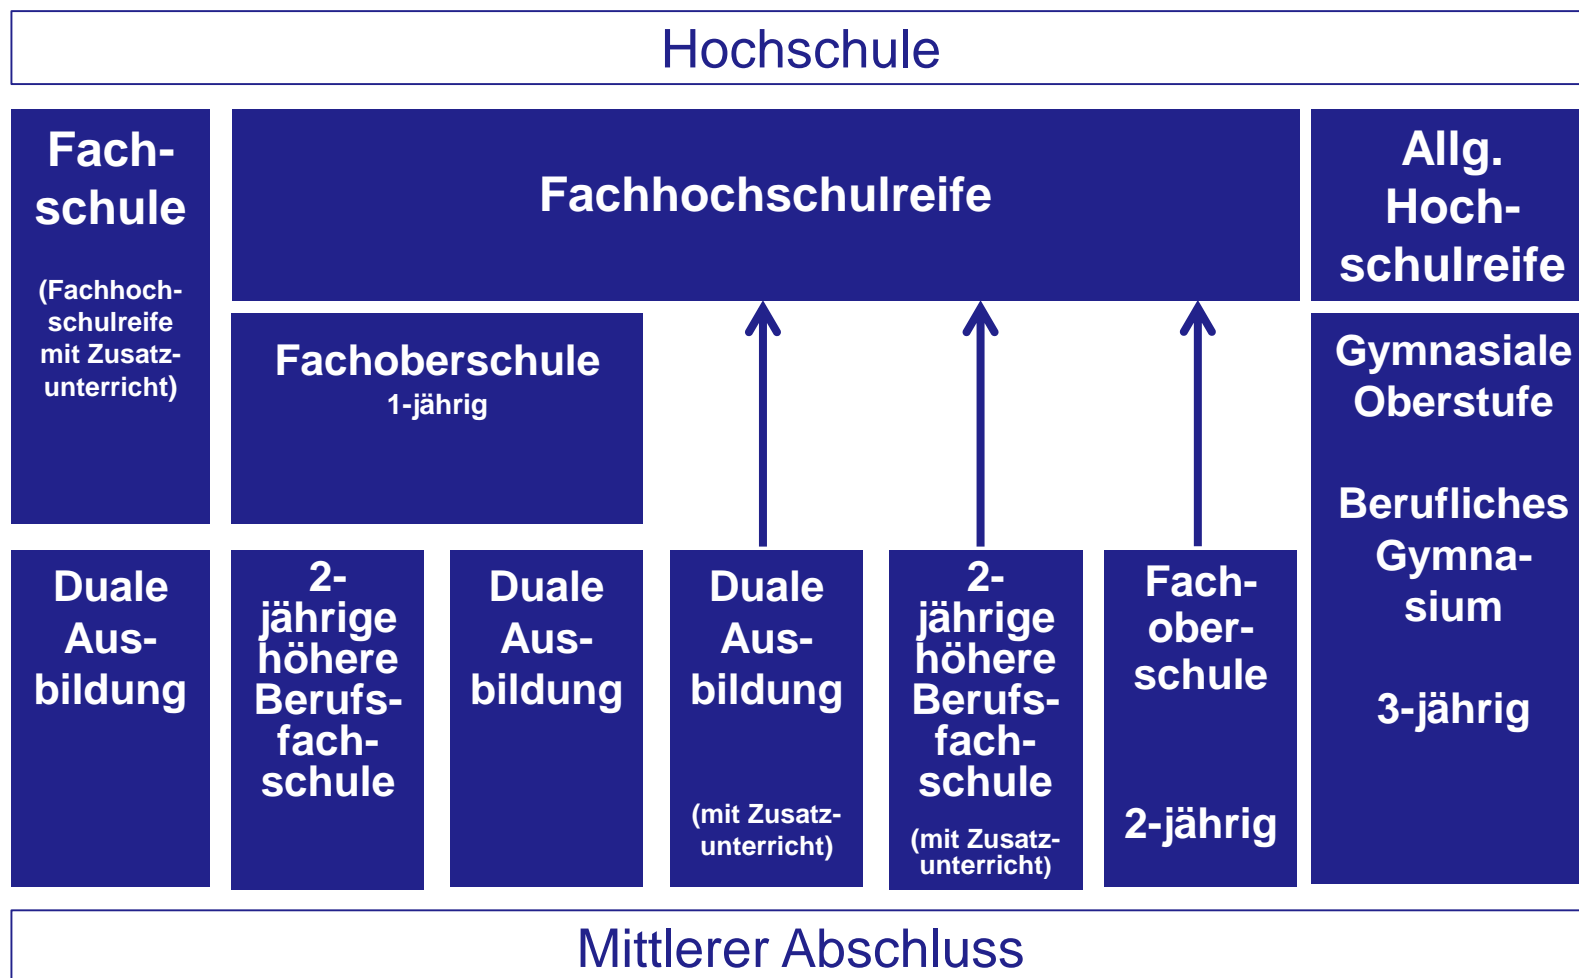 Hochschule
Fach-
schule
(Fachhoch-
schulreife
mit Zusatz-
unterricht)
Fachhochschulreife
Allg.
Hoch-
schulreife
Fachoberschule
1-jährig
Gymnasiale
Oberstufe
Berufliches
Gymna-
sium
3-jährig
Duale
Aus-
bildung
2-
jährige
höhere
Berufs-
fach-
schule
Duale
Aus-
bildung
Duale
Aus-
bildung
(mit Zusatz-
unterricht)
2-
jährige
höhere
Berufs-
fach-
schule
(mit Zusatz-
unterricht)
Fach-
ober-
schule
2-jährig
Mittlerer Abschluss